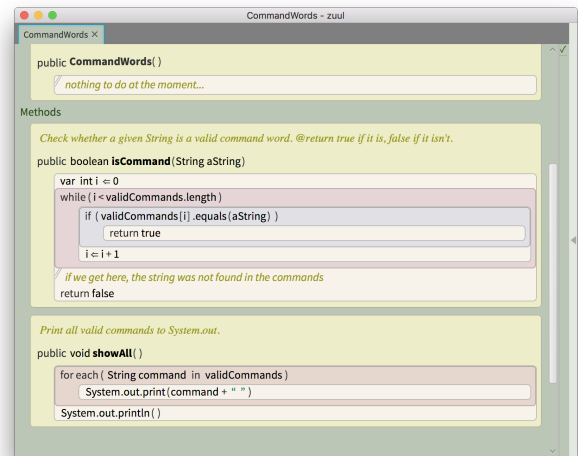 CommandWords - zuul
CommandWords ×
public CommandWords()
// nothing to do at the moment...
Methods
Check whether a given String is a valid command word. @return true if it is, false if it isn't.
public boolean isCommand(String aString)
var int i ⇐ 0
while ( i < validCommands.length )
if ( validCommands[i] .equals(aString) )
return true
i ⇐ i + 1
// if we get here, the string was not found in the commands
return false
Print all valid commands to System.out.
public void showAll()
for each ( String command in validCommands )
System.out.print(command + “ ”)
System.out.println()